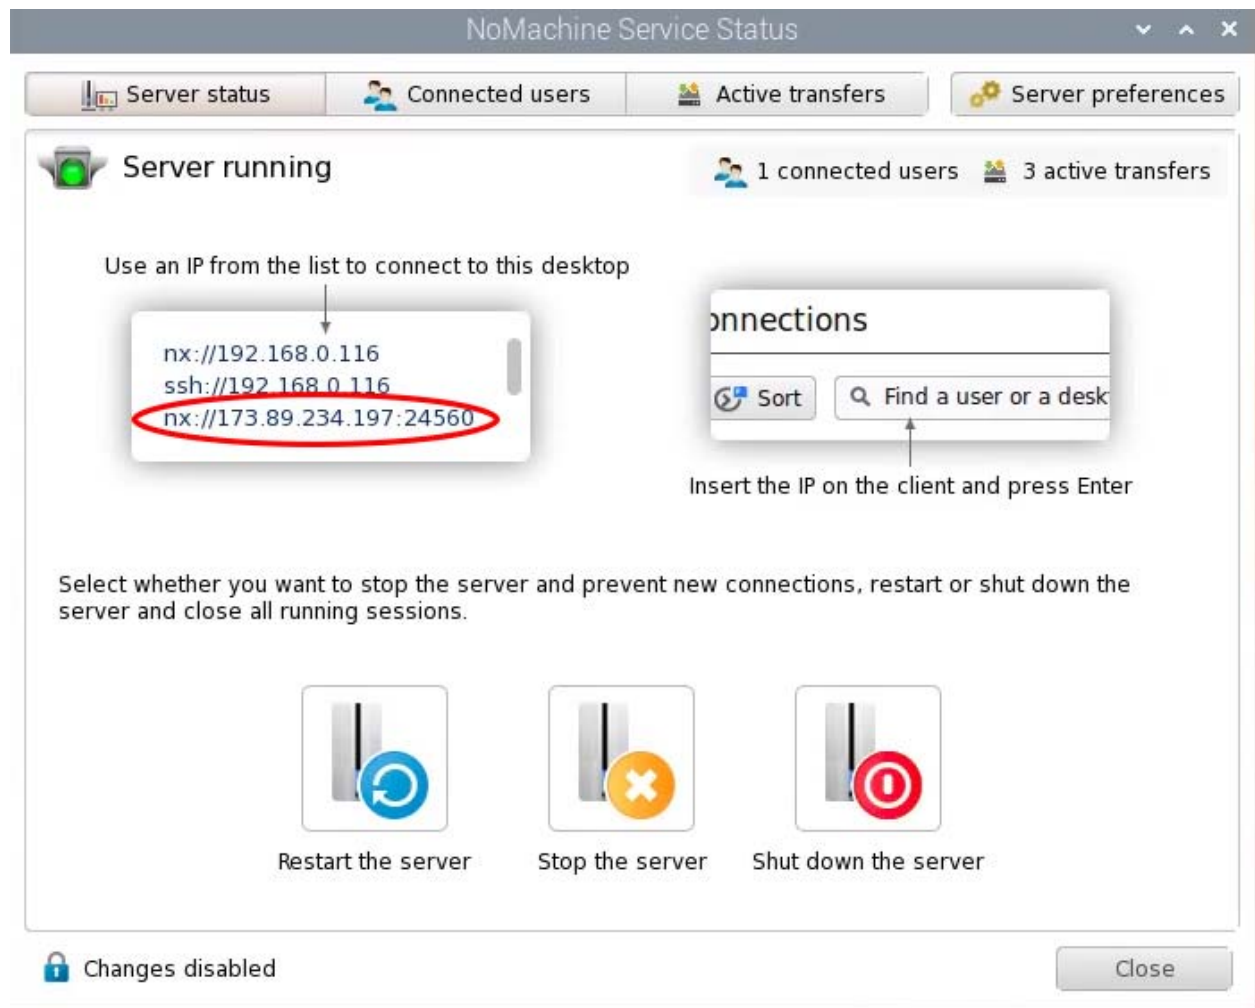 NoMachine Service Status
Server status
Connected users
Active transfers
Server preferences
Server running
1 connected users
3 active transfers
Use an IP from the list to connect to this desktop
nx://192.168.0.116
ssh://192.168.0.116
nx://173.89.234.197:24560
onnections
Sort
Find a user or a desk
Insert the IP on the client and press Enter
Select whether you want to stop the server and prevent new connections, restart or shut down the
server and close all running sessions.
Restart the server
Stop the server
Shut down the server
Changes disabled
Close